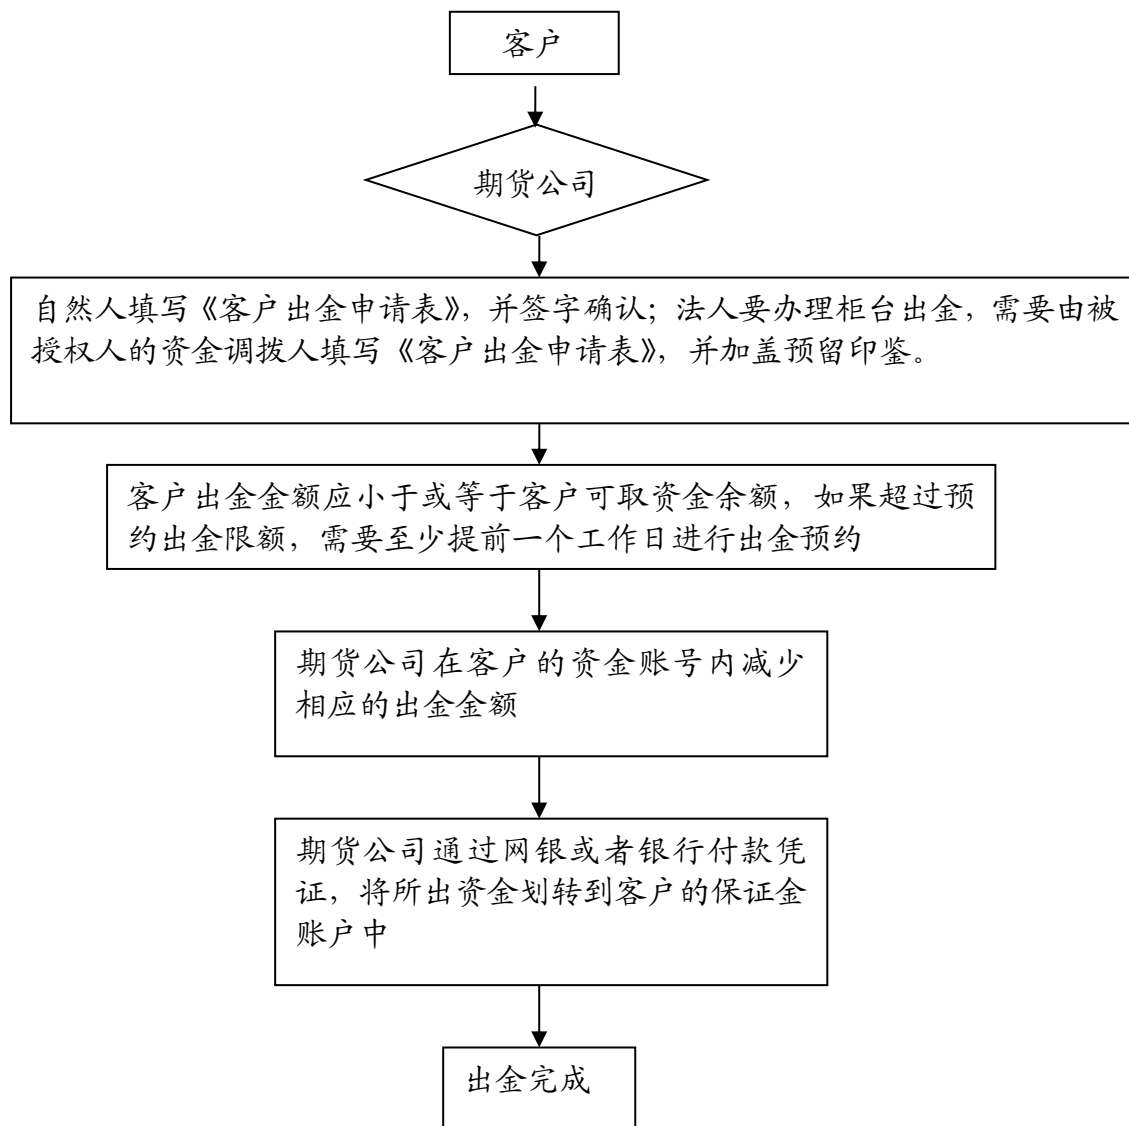 客户
期货公司
自然人填写《客户出金申请表》，并签字确认；法人要办理柜台出金，需要由被
授权人的资金调拨人填写《客户出金申请表》，并加盖预留印鉴。
客户出金金额应小于或等于客户可取资金余额，如果超过预
约出金限额，需要至少提前一个工作日进行出金预约
期货公司在客户的资金账号内减少
相应的出金金额
期货公司通过网银或者银行付款凭
证，将所出资金划转到客户的保证金
账户中
出金完成